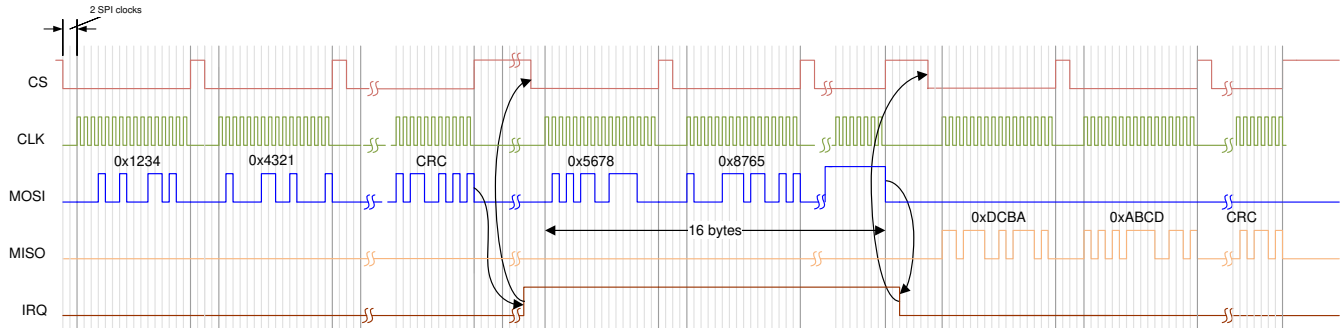 2 SPI clocks
CS
CLK
0x1234 0x4321 CRC 0x5678 0x8765
MOSI
0xDCBA 0xABCD CRC
16 bytes
MISO
IRQ